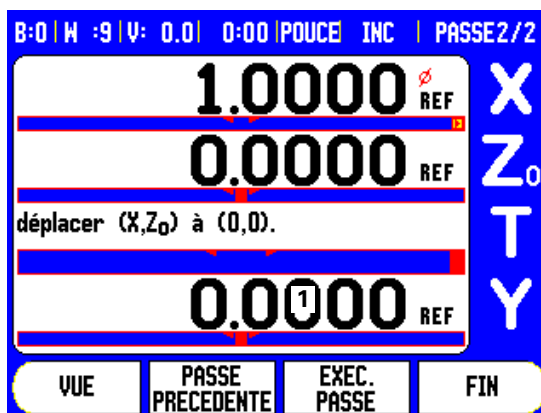 B:0 | W :9 | V: 0.0 | 0:00 | POUCE | INC | PASSE2/2
1.0000 Ø REF X
0.0000 REF Z₀
déplacer (X,Z₀) à (0,0).
T
0.0000 REF Y
1
VUE
PASSE PRECEDENTE
EXEC. PASSE
FIN